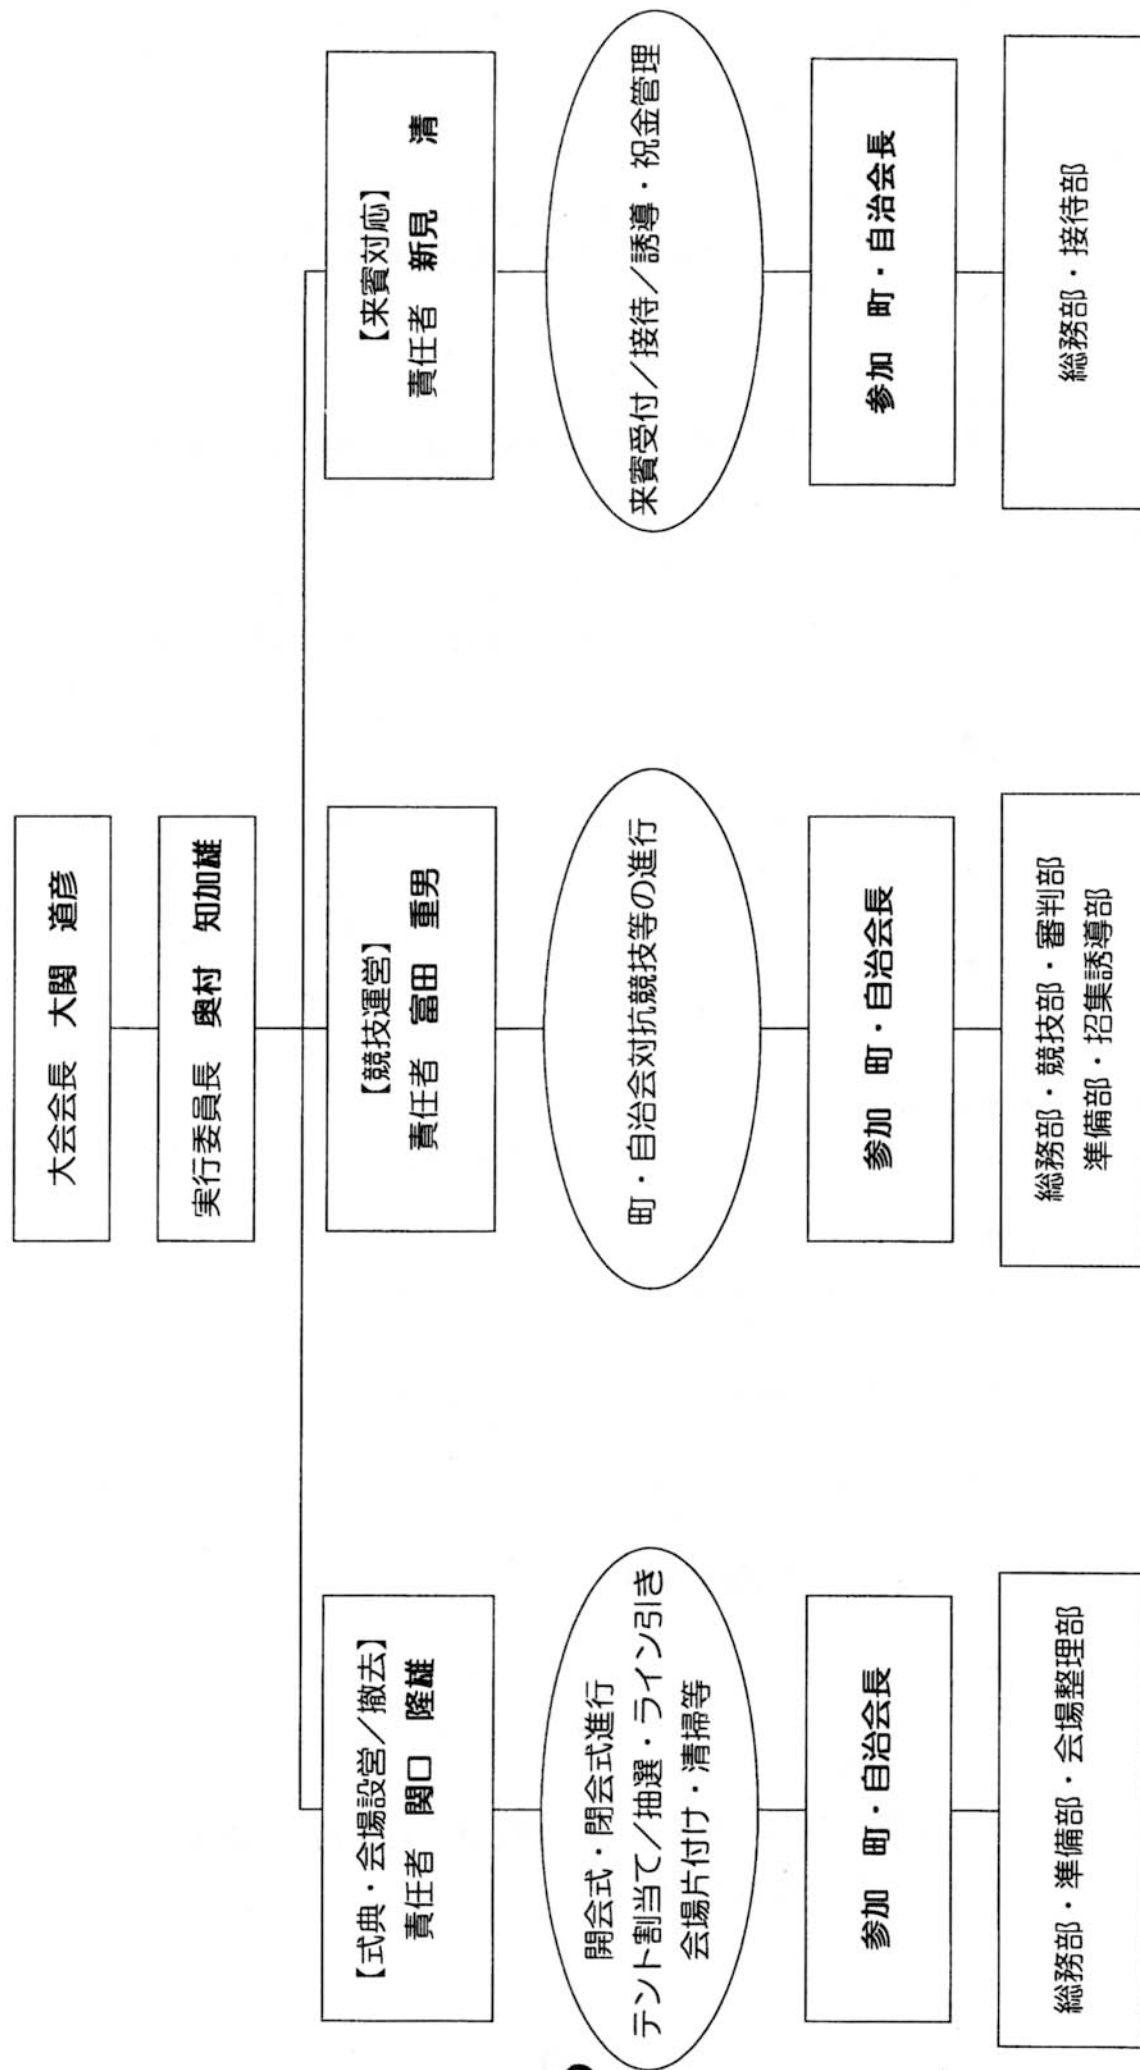 大会会長 大関 道彦
実行委員長 奥村 知加雄
【式典・会場設営／撤去】
責任者 関口 隆雄
開会式・閉会式進行
テント割当て／抽選・ライン引き
会場片付け・清掃等
参加 町・自治会長
総務部・準備部・会場整理部
【競技運営】
責任者 富田 重男
町・自治会対抗競技等の進行
参加 町・自治会長
総務部・競技部・審判部
準備部・招集誘導部
【来賓対応】
責任者 新見 清
来賓受付／接待／誘導・祝金管理
参加 町・自治会長
総務部・接待部